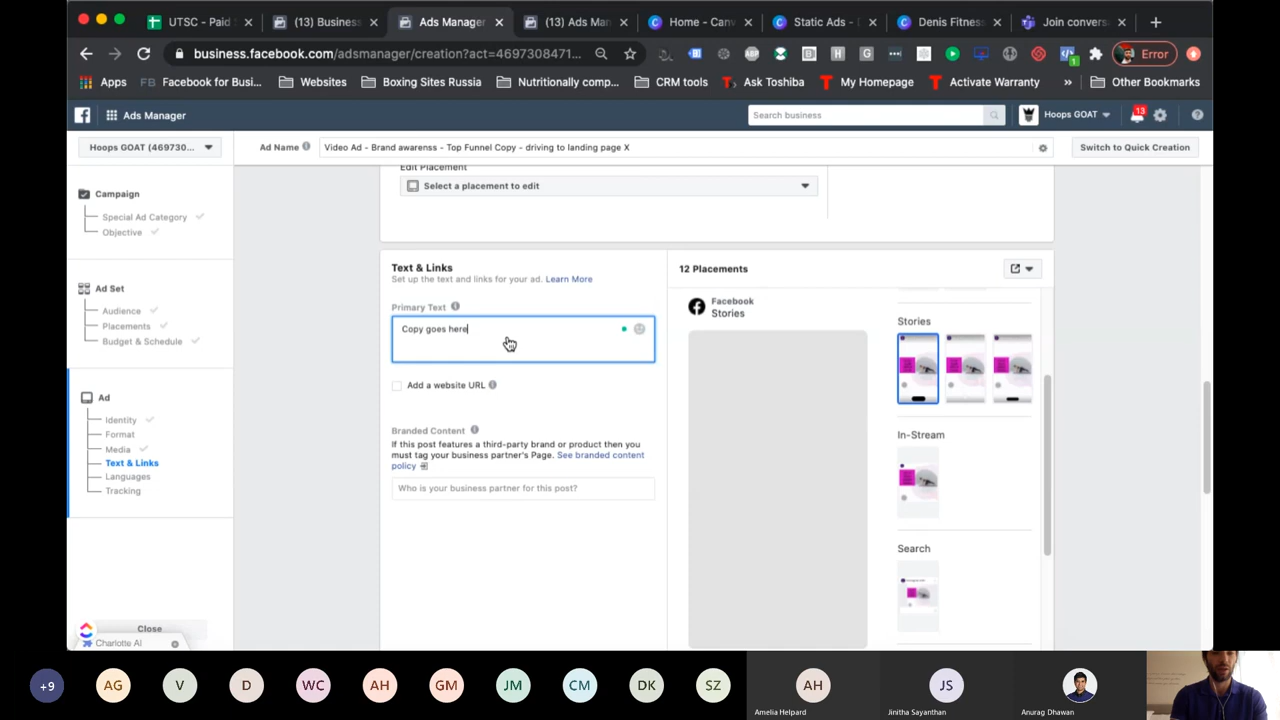 UTSC - Paid S
(13) Business
Ads Manager
(13) Ads Man
Home - Canv
Static Ads - D
Denis Fitness
Join convers
business.facebook.com/adsmanager/creation?act=4697308471...
Error
Apps
FB Facebook for Busi...
Websites
Boxing Sites Russia
Nutritionally comp...
CRM tools
Ask Toshiba
My Homepage
Activate Warranty
»
Other Bookmarks
Ads Manager
Search business
Hoops GOAT
13
Hoops GOAT (469730...
Ad Name
Video Ad - Brand awarenss - Top Funnel Copy - driving to landing page X
Switch to Quick Creation
Campaign
Special Ad Category
Objective
Ad Set
Audience
Placements
Budget & Schedule
Ad
Identity
Format
Media
Text & Links
Languages
Tracking
Close
Charlotte AI
Edit Placement
Select a placement to edit
Text & Links
Set up the text and links for your ad. Learn More
Primary Text
Copy goes here
Add a website URL
Branded Content
If this post features a third-party brand or product then you
must tag your business partner's Page. See branded content
policy
Who is your business partner for this post?
12 Placements
Facebook
Stories
Stories
In-Stream
Search
+9
AG
V
D
WC
AH
GM
JM
CM
DK
SZ
AH
Amelia Helpard
JS
Jinitha Sayanthan
Anurag Dhawan